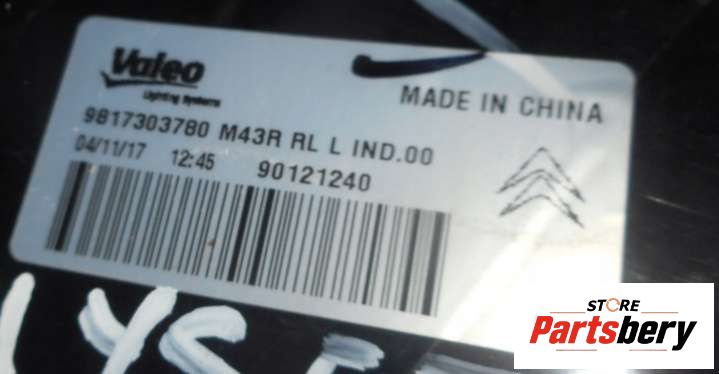 Valeo
Lighting Systems
MADE IN CHINA
9817303780 M43R RL L IND.00
04/11/17 12:45 90121240
STORE
Partsbery